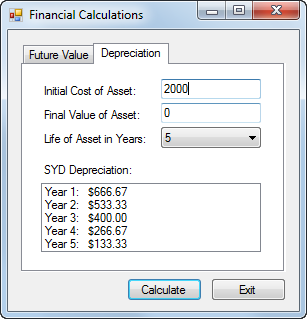 Financial Calculations
Future Value Depreciation
Initial Cost of Asset: 2000
Final Value of Asset: 0
Life of Asset in Years: 5
SYD Depreciation:
Year 1: $666.67
Year 2: $533.33
Year 3: $400.00
Year 4: $266.67
Year 5: $133.33
Calculate Exit